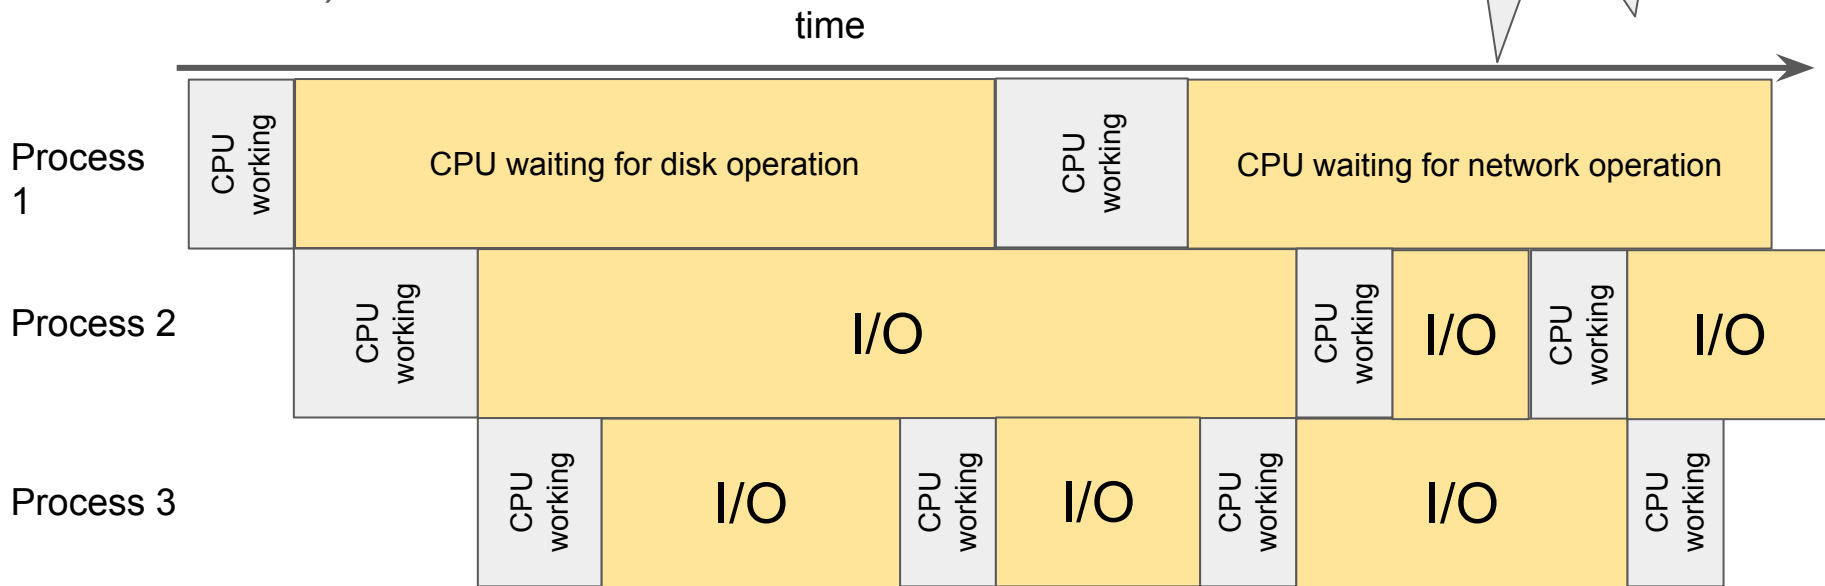 )
time
Process
1
CPU
working
CPU waiting for disk operation
CPU
working
CPU waiting for network operation
Process 2
CPU
working
I/O
CPU
working
I/O
CPU
working
I/O
Process 3
CPU
working
I/O
CPU
working
I/O
CPU
working
I/O
CPU
working